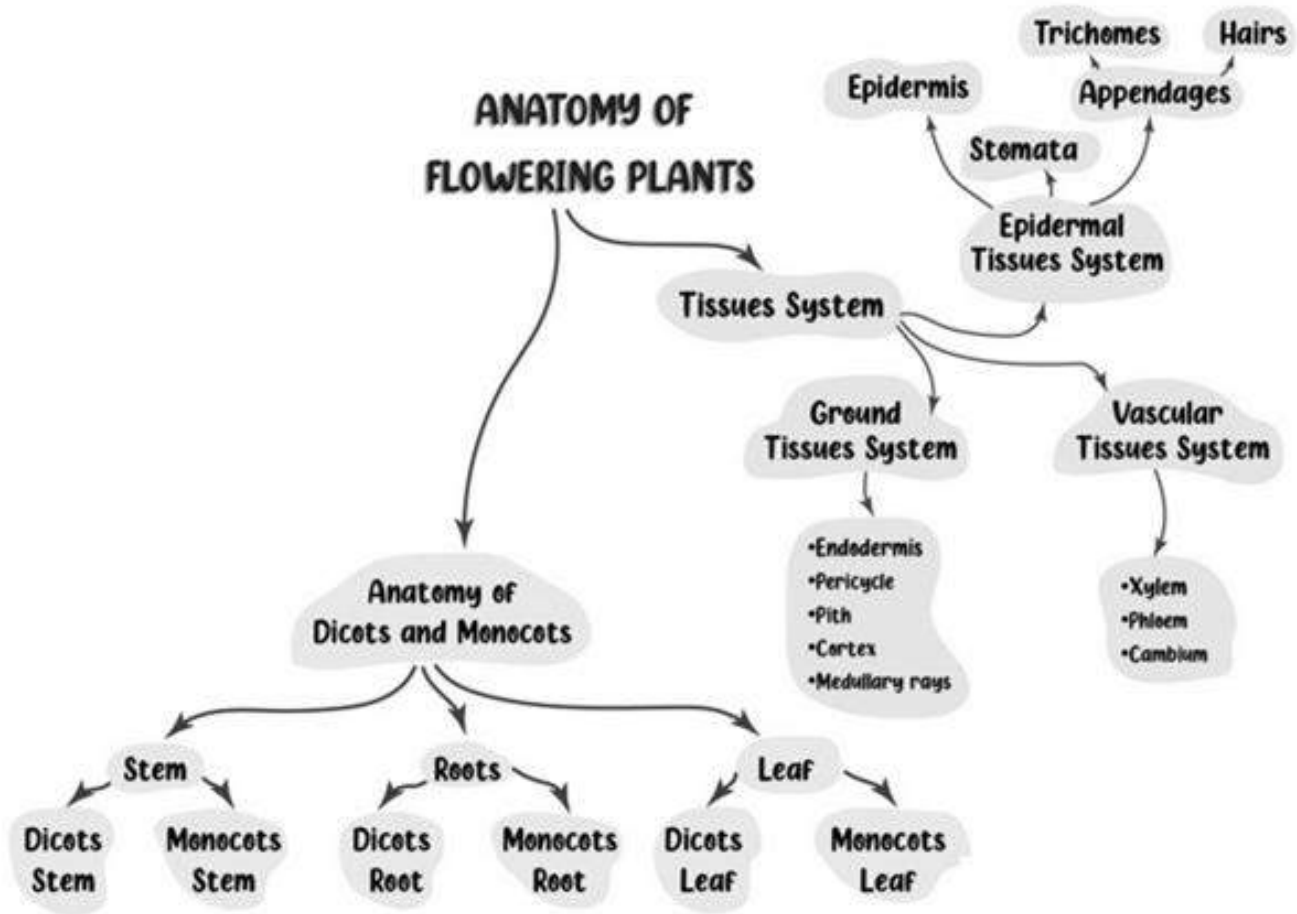 ANATOMY OF
FLOWERING PLANTS
Trichomes
Hairs
Epidermis
Appendages
Stomata
Epidermal
Tissues System
Tissues System
Ground
Tissues System
Vascular
Tissues System
•Endodermis
•Pericycle
•Pith
•Cortex
•Medullary rays
•Xylem
•Phloem
•Cambium
Anatomy of
Dicots and Monocots
Stem
Roots
Leaf
Dicots
Stem
Monocots
Stem
Dicots
Root
Monocots
Root
Dicots
Leaf
Monocots
Leaf